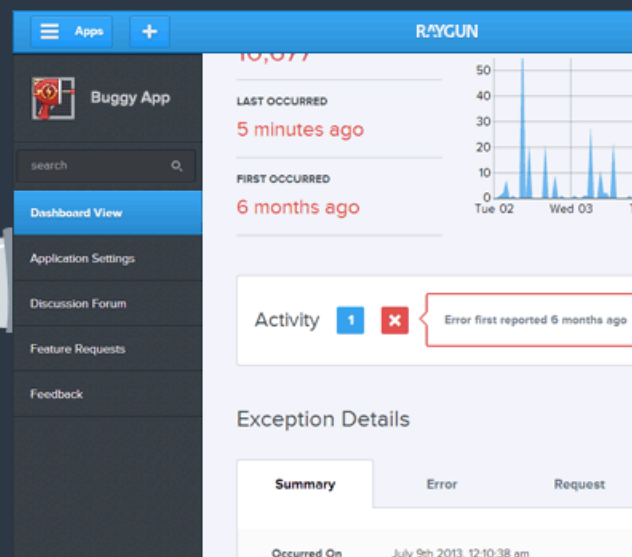 Apps
RAYGUN
Buggy App
search
Dashboard View
Application Settings
Discussion Forum
Feature Requests
Feedback
LAST OCCURRED
5 minutes ago
FIRST OCCURRED
6 months ago
50
40
30
20
10
0
Tue 02 Wed 03
Activity 1 Error first reported 6 months ago
Exception Details
Summary Error Request
Occurred On July 9th 2013, 12:10:38 am